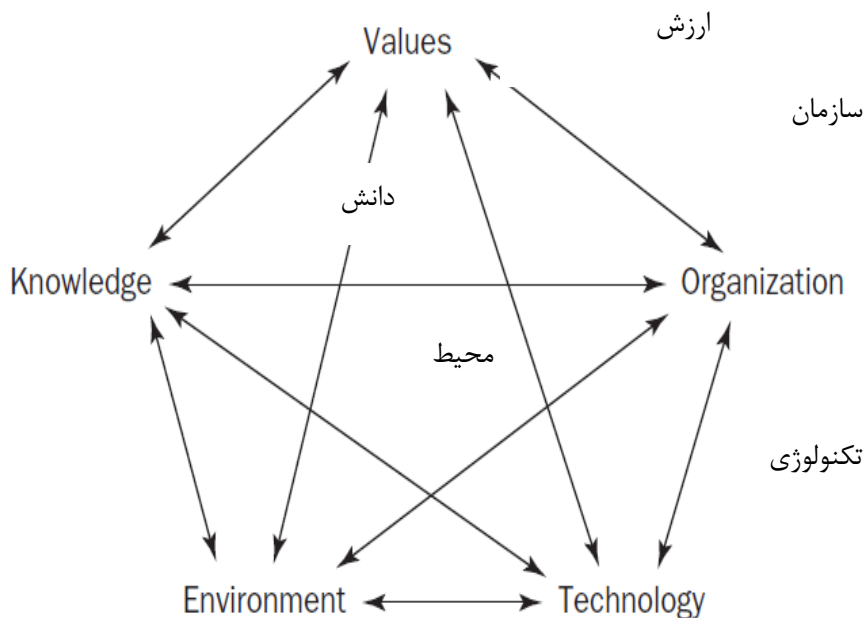 Values
ارزش
سازمان
دانش
Knowledge
Organization
محیط
تکنولوژی
Environment
Technology